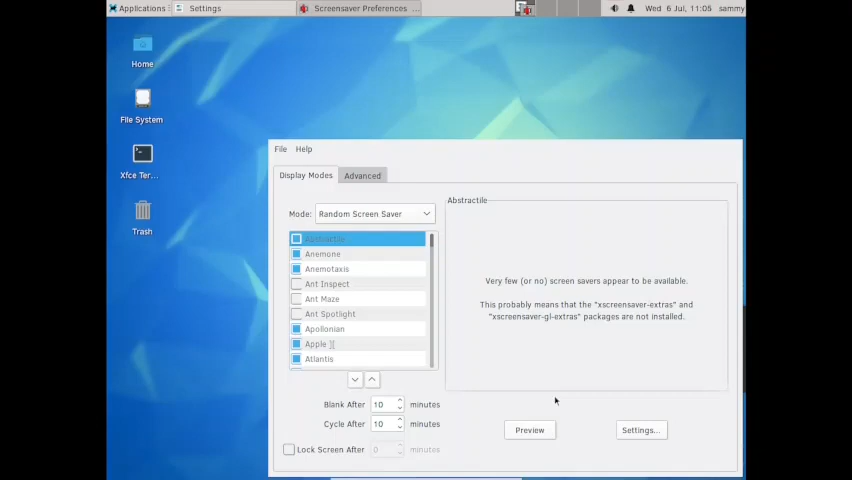 Applications
Settings
Screensaver Preferences ...
Wed 6 Jul, 11:05
sammy
Home
File System
Xfce Ter...
Trash
File
Help
Display Modes
Advanced
Mode:
Random Screen Saver
Abstractile
Anemone
Anemotaxis
Ant Inspect
Ant Maze
Ant Spotlight
Apollonian
Apple ][
Atlantis
Blank After
10
minutes
Cycle After
10
minutes
Lock Screen After
0
minutes
Abstractile
Very few (or no) screen savers appear to be available.
This probably means that the "xscreensaver-extras" and
"xscreensaver-gl-extras" packages are not installed.
Preview
Settings...